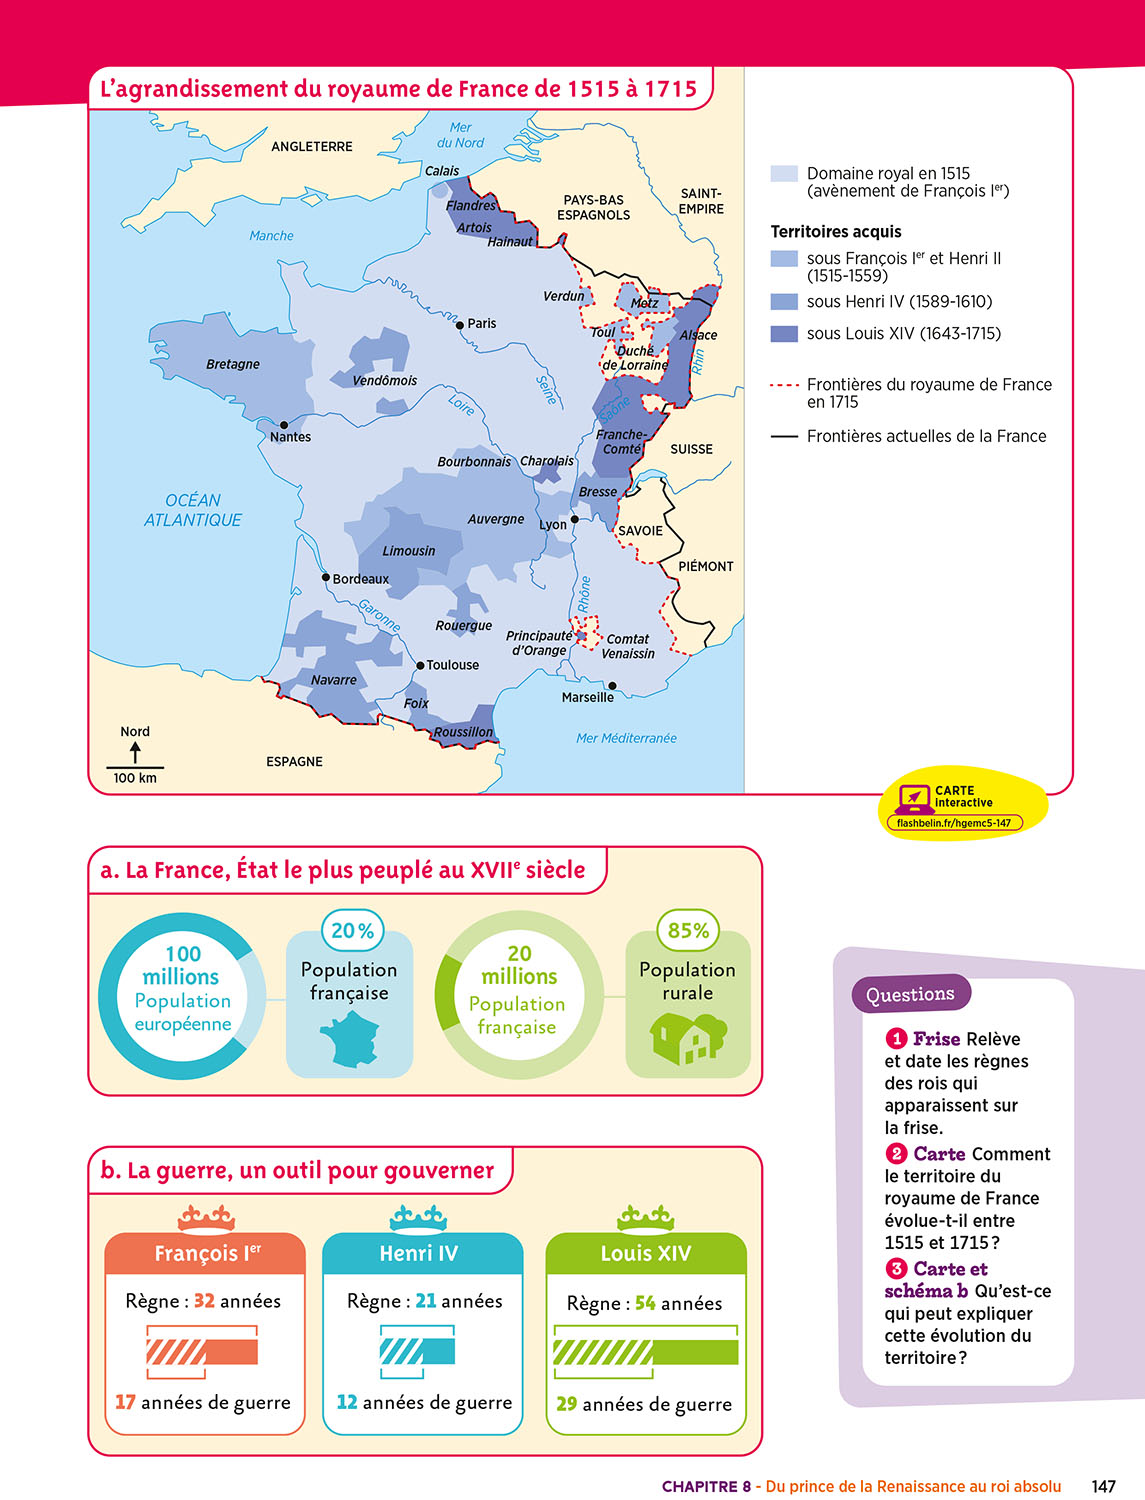 L'agrandissement du royaume de France de 1515 à 1715
ANGLETERRE
Mer
du Nord
Calais
Flandres
Artois
Hainaut
PAYS-BAS
ESPAGNOLS
SAINT-
EMPIRE
Manche
Verdun
Metz
Paris
Toul
Alsace
Duché
de Lorraine
Rhin
Bretagne
Vendômois
Seine
Loire
Saône
Nantes
Franche-
Comté
SUISSE
Bourbonnais
Charolais
Bresse
OCÉAN
ATLANTIQUE
Auvergne
Lyon
SAVOIE
Limousin
PIÉMONT
Bordeaux
Garonne
Rhône
Rouergue
Principauté
d'Orange
Comtat
Venaissin
Toulouse
Navarre
Foix
Marseille
Roussillon
Mer Méditerranée
Nord
100 km
ESPAGNE
Domaine royal en 1515
(avènement de François Ier)
Territoires acquis
sous François Ier et Henri II
(1515-1559)
sous Henri IV (1589-1610)
sous Louis XIV (1643-1715)
Frontières du royaume de France
en 1715
Frontières actuelles de la France
CARTE
interactive
flashbelin.fr/hgemc5-147
a. La France, État le plus peuplé au XVIIe siècle
100
millions
Population
européenne
20 %
Population
française
20
millions
Population
française
85%
Population
rurale
b. La guerre, un outil pour gouverner
François Ier
Règne : 32 années
17 années de guerre
Henri IV
Règne : 21 années
12 années de guerre
Louis XIV
Règne : 54 années
29 années de guerre
Questions
1 Frise Relève
et date les règnes
des rois qui
apparaissent sur
la frise.
2 Carte Comment
le territoire du
royaume de France
évolue-t-il entre
1515 et 1715 ?
3 Carte et
schéma b Qu'est-ce
qui peut expliquer
cette évolution du
territoire ?
CHAPITRE 8 - Du prince de la Renaissance au roi absolu 147